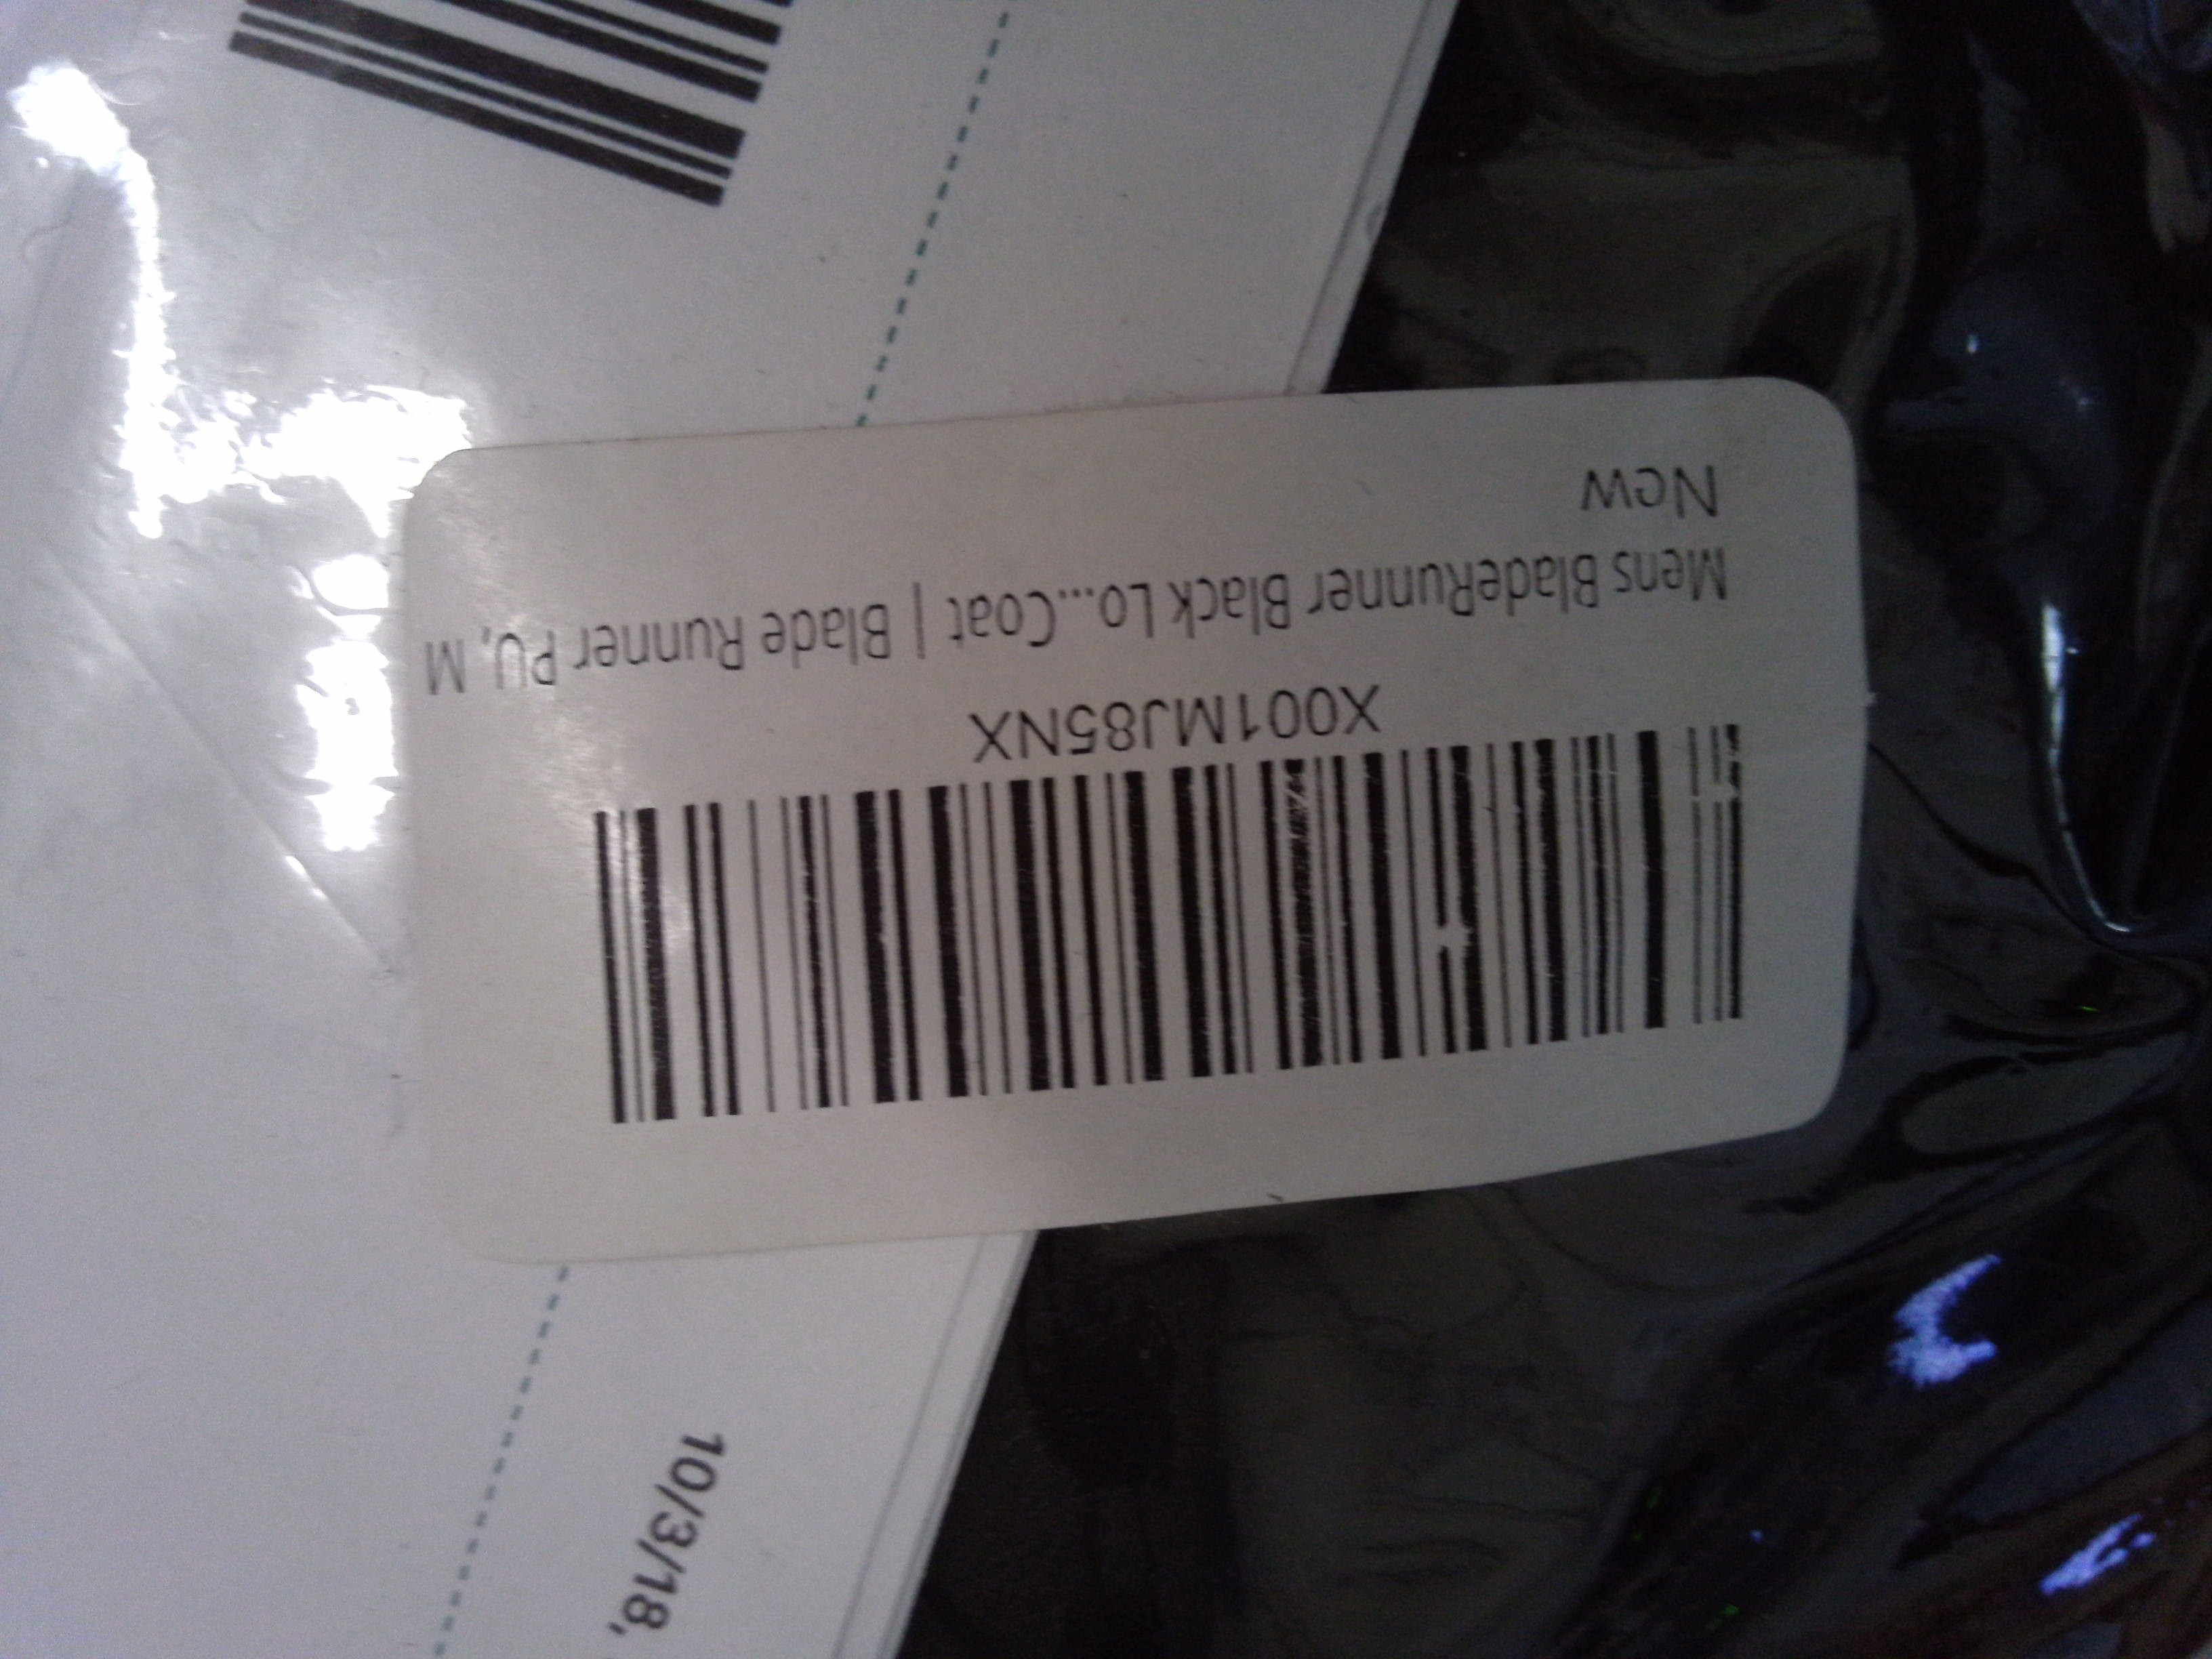 X001MJ85NX
Mens BladeRunner Black Lo...Coat | Blade Runner PU, M
New
10/3/18,